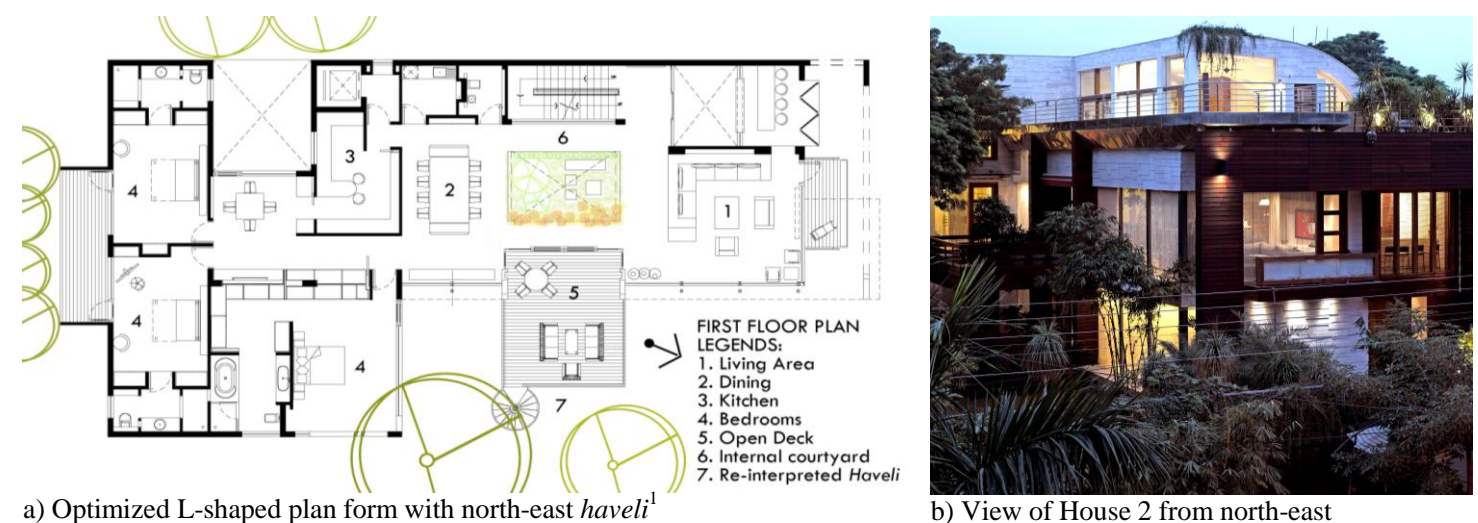 4
3
2
6
1
4
5
4
7
FIRST FLOOR PLAN
LEGENDS:
1. Living Area
2. Dining
3. Kitchen
4. Bedrooms
5. Open Deck
6. Internal courtyard
7. Re-interpreted Haveli
a) Optimized L-shaped plan form with north-east haveli¹
b) View of House 2 from north-east